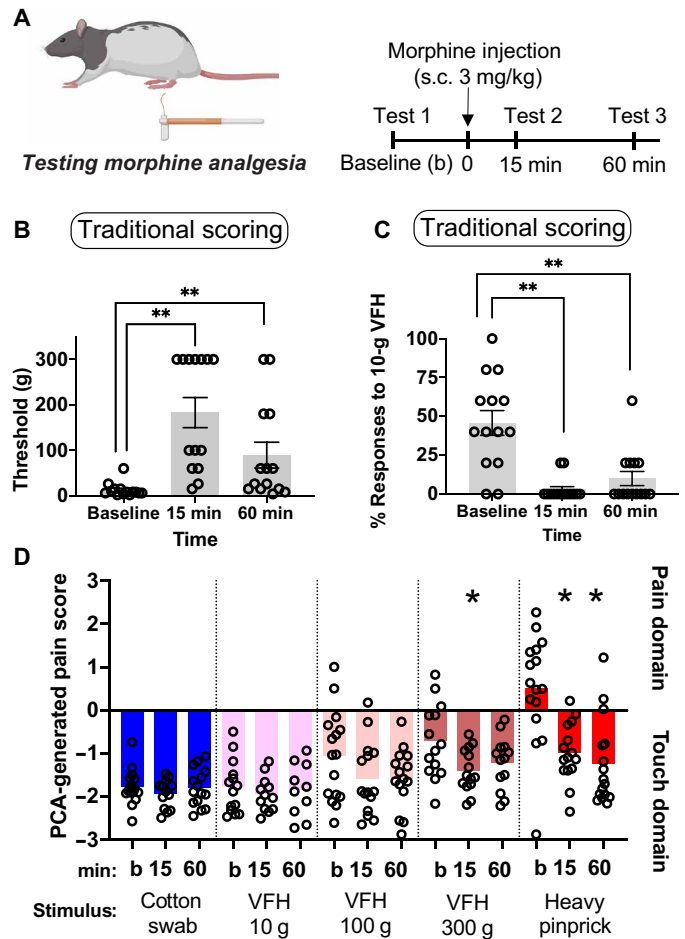 A
Testing morphine analgesia
Morphine injection
(s.c. 3 mg/kg)
Test 1
Test 2
Test 3
Baseline (b)
0
15 min
60 min
B
Traditional scoring
**
**
Threshold (g)
300
200
100
0
Baseline
15 min
60 min
Time
C
Traditional scoring
**
**
% Responses to 10-g VFH
100
75
50
25
0
Baseline
15 min
60 min
Time
D
PCA-generated pain score
3
2
1
0
−1
−2
−3
* * *
Pain domain
Touch domain
min: b 15 60 b 15 60 b 15 60 b 15 60 b 15 60
Stimulus:
Cotton
swab
VFH
10 g
VFH
100 g
VFH
300 g
Heavy
pinprick